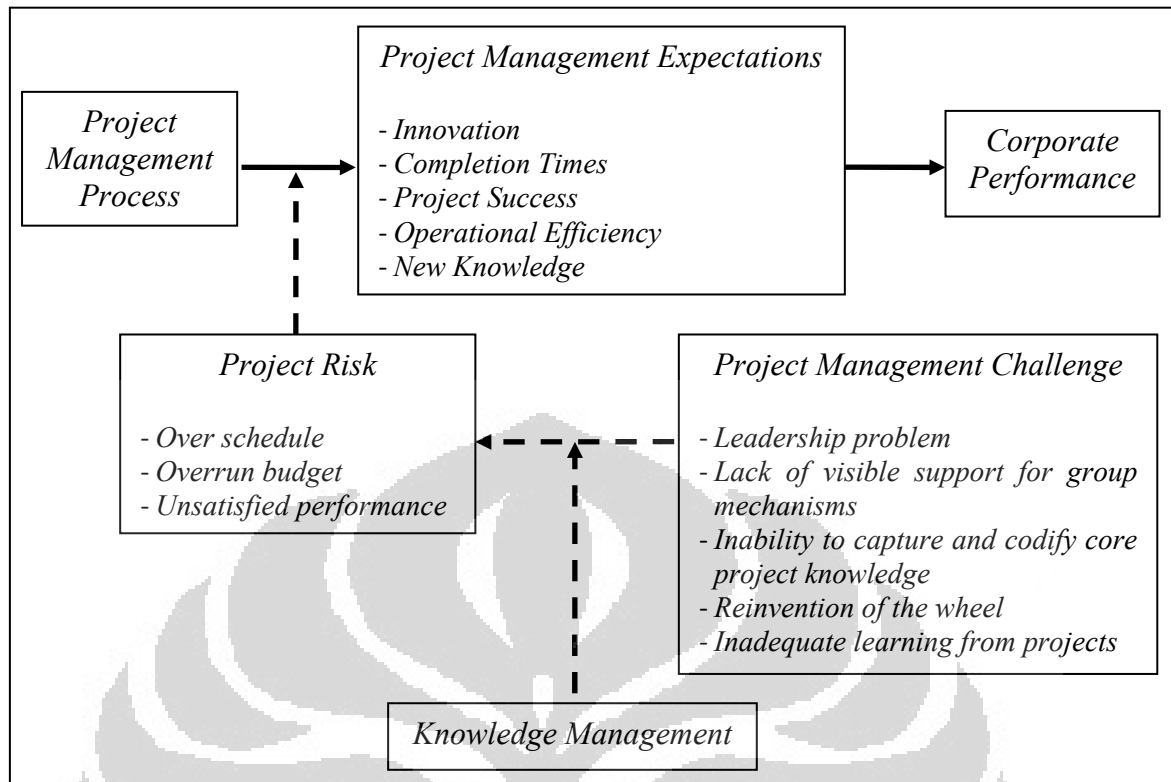 Project Management Expectations
- Innovation
- Completion Times
- Project Success
- Operational Efficiency
- New Knowledge
Project
Management
Process
Corporate
Performance
Project Risk
- Over schedule
- Overrun budget
- Unsatisfied performance
Project Management Challenge
- Leadership problem
- Lack of visible support for group
mechanisms
- Inability to capture and codify core
project knowledge
- Reinvention of the wheel
- Inadequate learning from projects
Knowledge Management